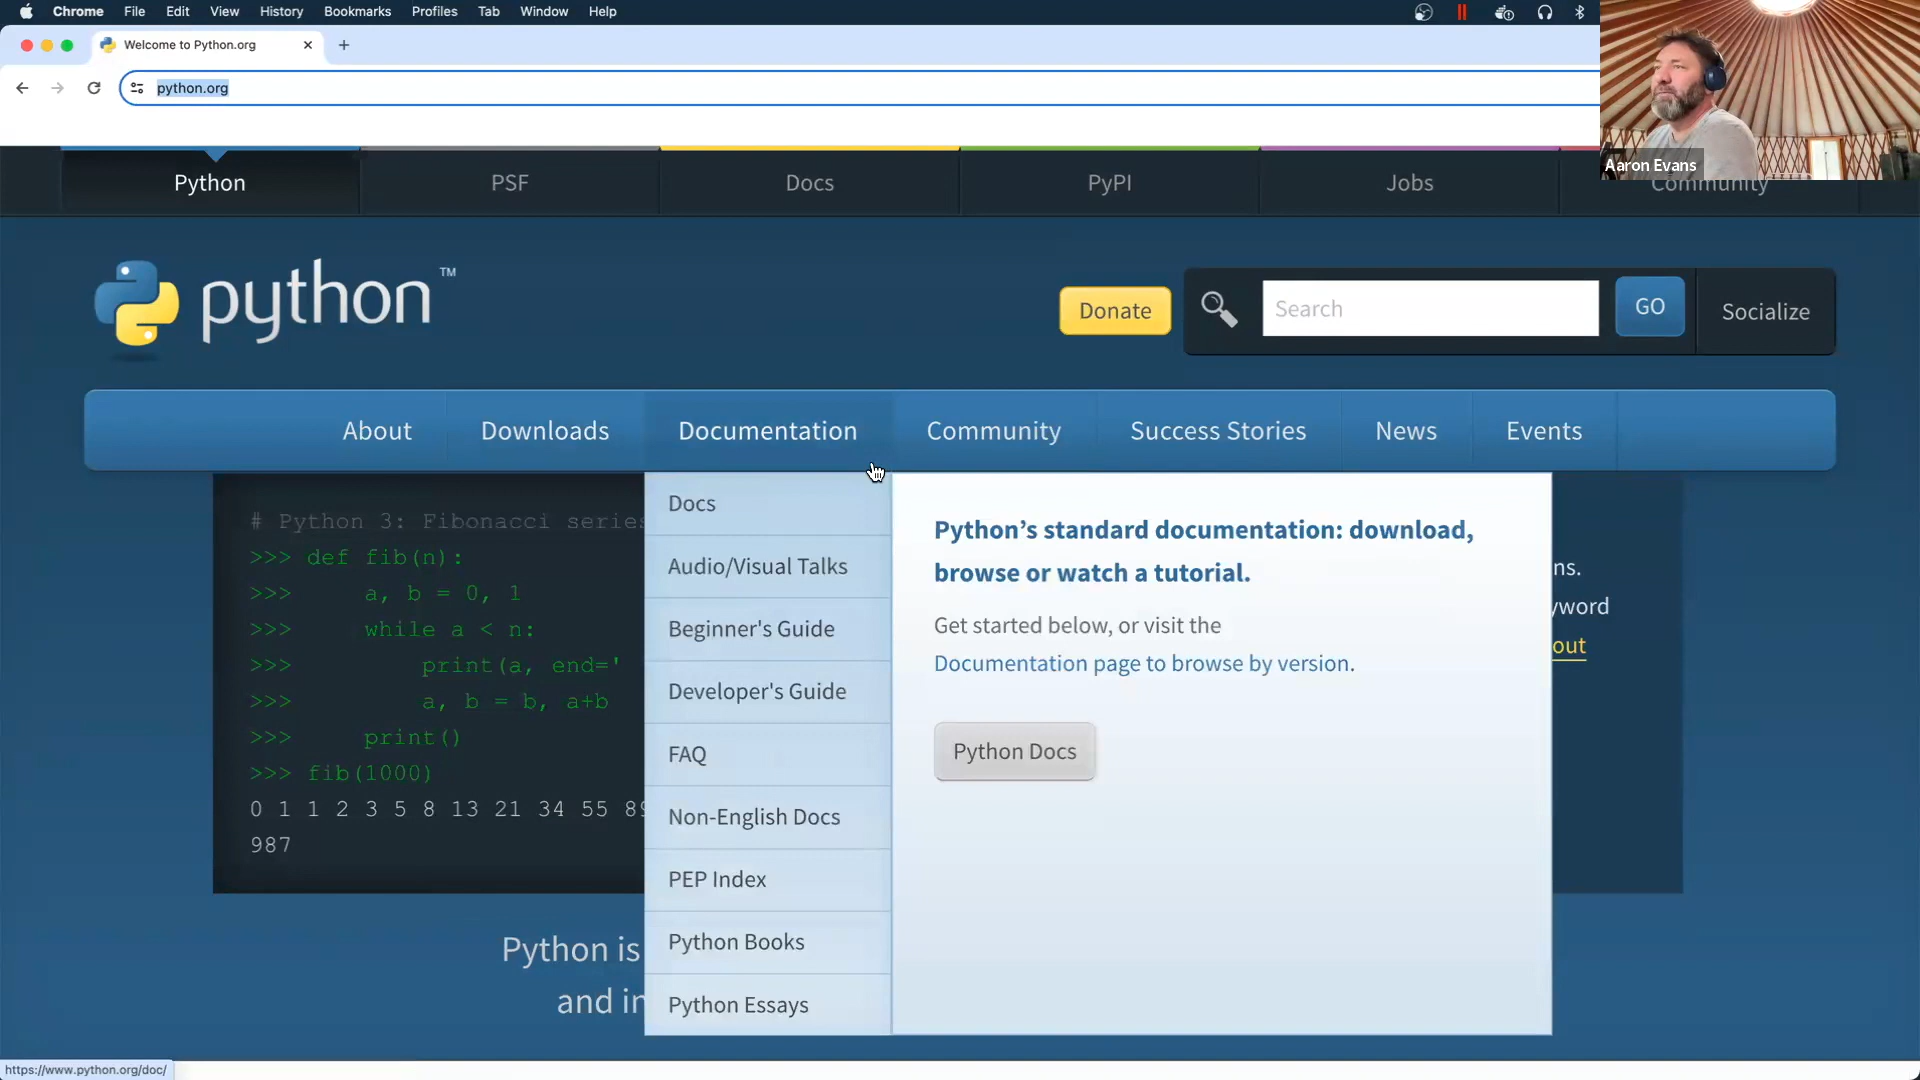 Chrome File Edit View History Bookmarks Profiles Tab Window Help
Welcome to Python.org
python.org
Aaron Evans
Python PSF Docs PyPI Jobs Community
python™
Donate Search GO Socialize
About Downloads Documentation Community Success Stories News Events
# Python 3: Fibonacci series
>>> def fib(n):
>>> a, b = 0, 1
>>> while a < n:
>>> print(a, end='
>>> a, b = b, a+b
>>> print()
>>> fib(1000)
0 1 1 2 3 5 8 13 21 34 55 89
987
Docs
Audio/Visual Talks
Beginner's Guide
Developer's Guide
FAQ
Non-English Docs
PEP Index
Python Books
Python Essays
Python’s standard documentation: download,
browse or watch a tutorial.
Get started below, or visit the
Documentation page to browse by version.
Python Docs
ns.
yword
out
Python is
and in
https://www.python.org/doc/